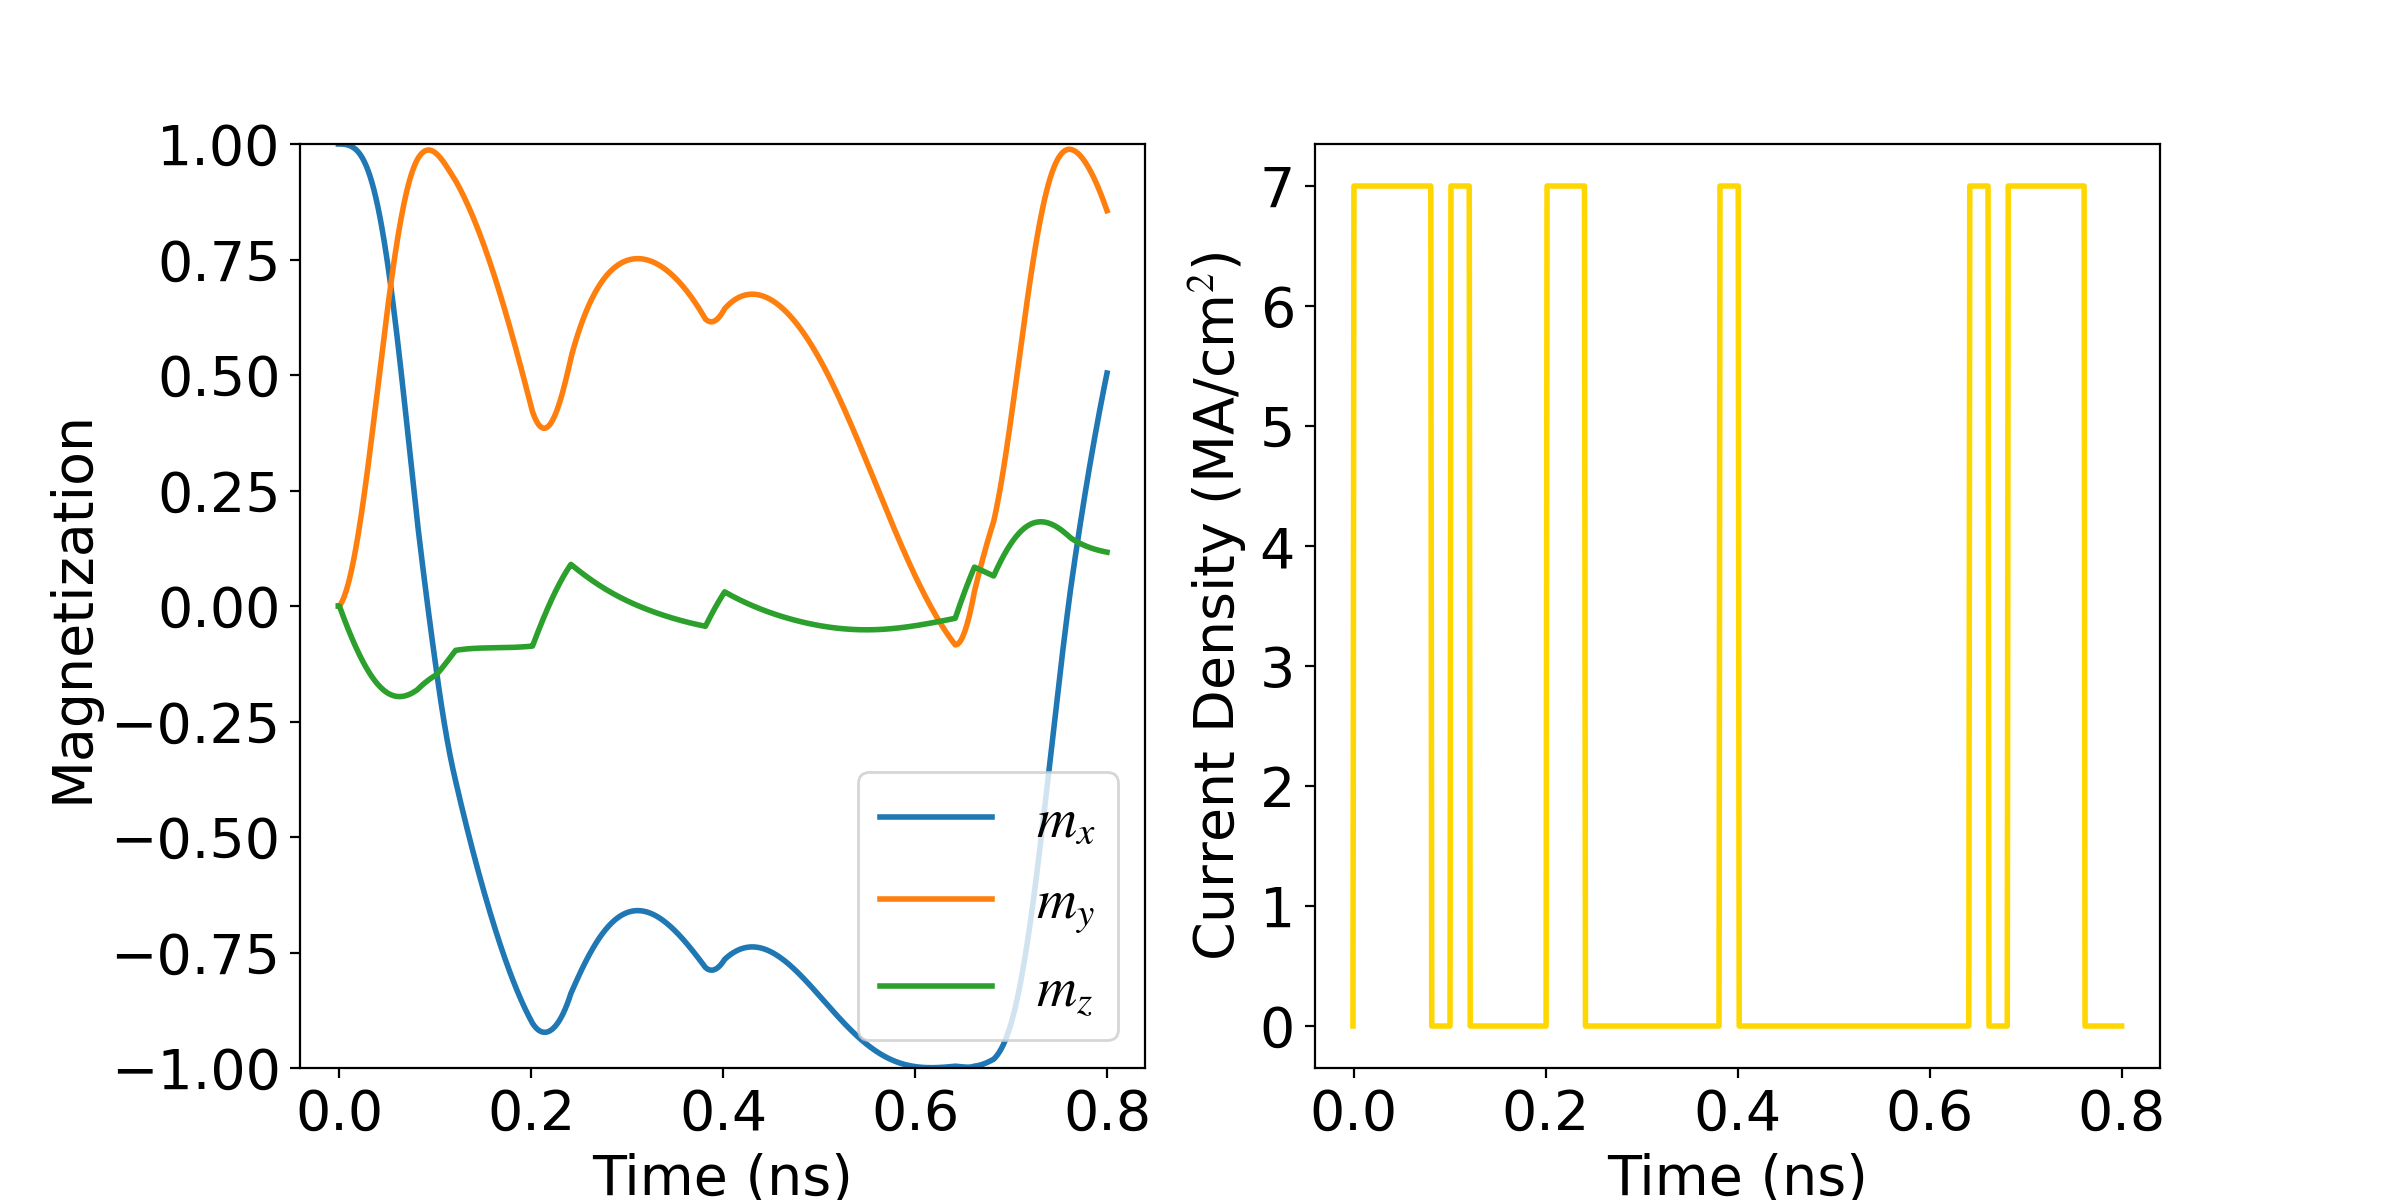 1.00
0.75
0.50
0.25
0.00
−0.25
−0.50
−0.75
−1.00
Magnetization
0.0 0.2 0.4 0.6 0.8
Time (ns)
m_x
m_y
m_z
7
6
5
4
3
2
1
0
Current Density (MA/cm²)
0.0 0.2 0.4 0.6 0.8
Time (ns)